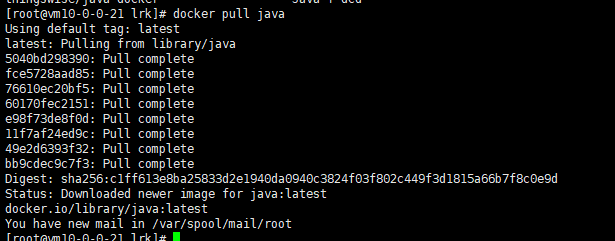 [root@vm10-0-0-21 lrk]# docker pull java
Using default tag: latest
latest: Pulling from library/java
5040bd298390: Pull complete
fce5728aad85: Pull complete
76610ec20bf5: Pull complete
60170fec2151: Pull complete
e98f73de8f0d: Pull complete
11f7af24ed9c: Pull complete
49e2d6393f32: Pull complete
bb9cdec9c7f3: Pull complete
Digest: sha256:c1ff613e8ba25833d2e1940da0940c3824f03f802c449f3d1815a66b7f8c0e9d
Status: Downloaded newer image for java:latest
docker.io/library/java:latest
You have new mail in /var/spool/mail/root
[root@vm10-0-0-21 lrk]#